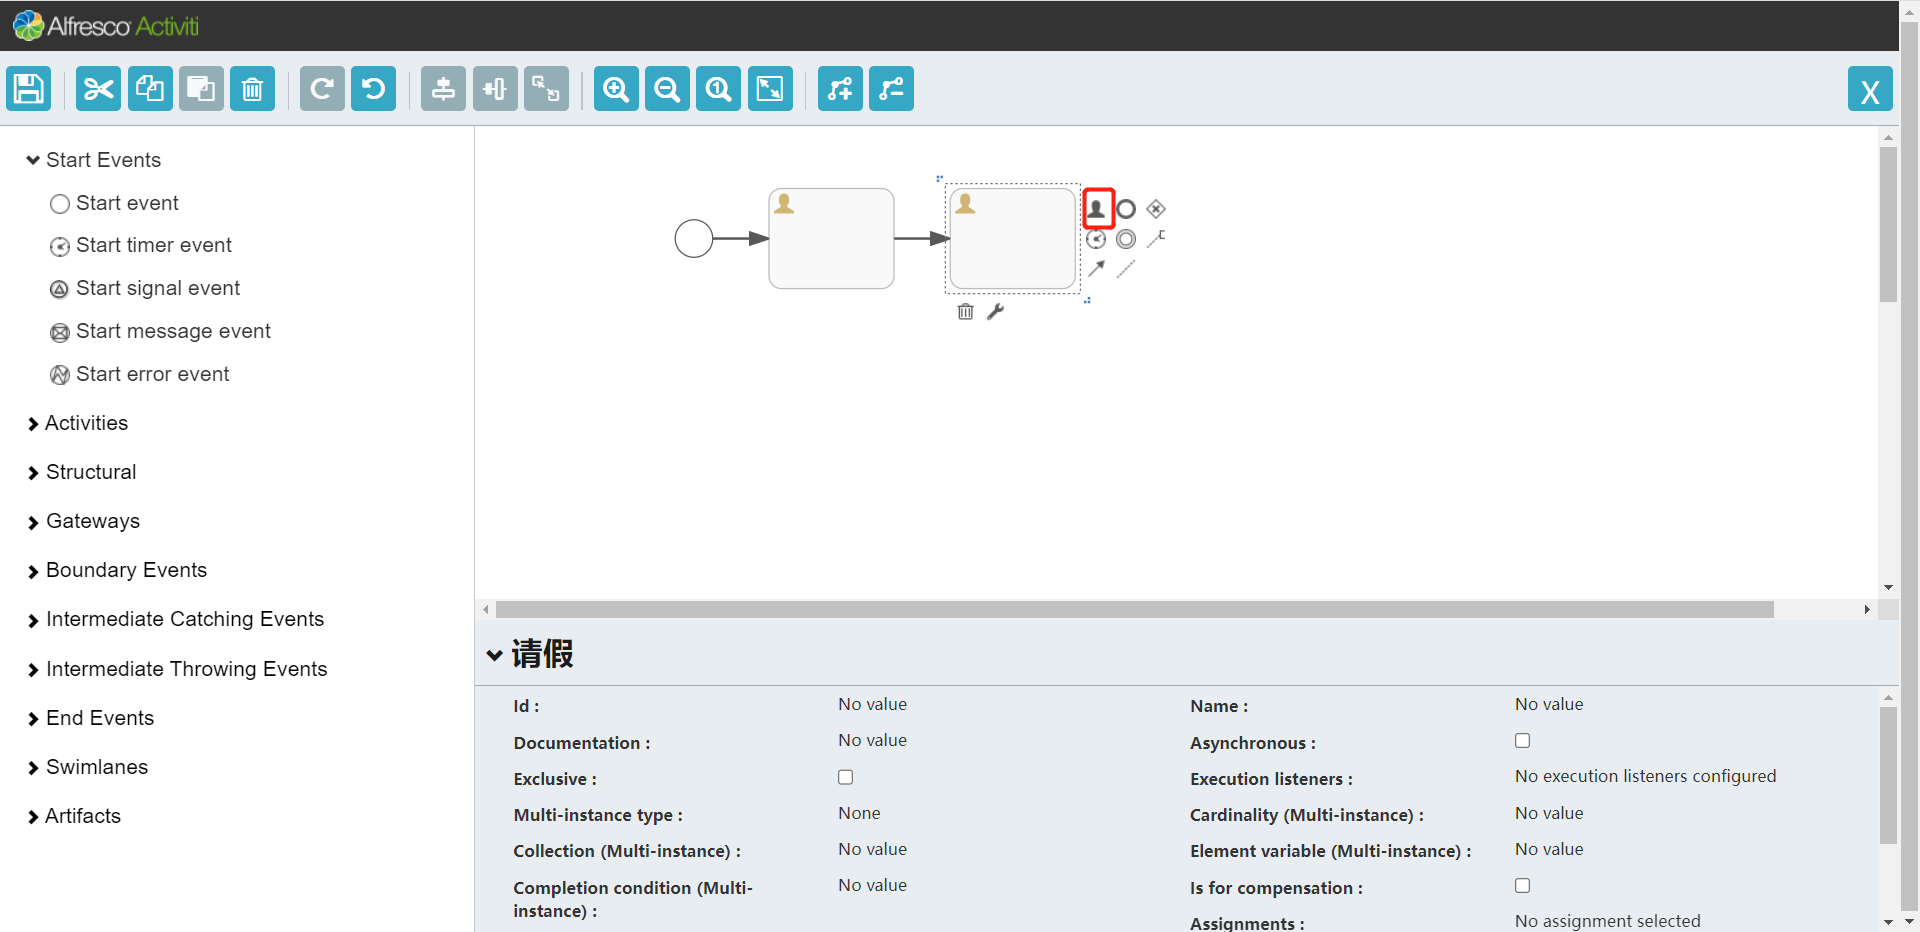 Alfresco Activiti
X
Start Events
Start event
Start timer event
Start signal event
Start message event
Start error event
Activities
Structural
Gateways
Boundary Events
Intermediate Catching Events
Intermediate Throwing Events
End Events
Swimlanes
Artifacts
请假
Id : No value Name : No value
Documentation : No value Asynchronous :
Exclusive : Execution listeners : No execution listeners configured
Multi-instance type : None Cardinality (Multi-instance) : No value
Collection (Multi-instance) : No value Element variable (Multi-instance) : No value
Completion condition (Multi- No value Is for compensation :
instance) :
Assignments : No assignment selected